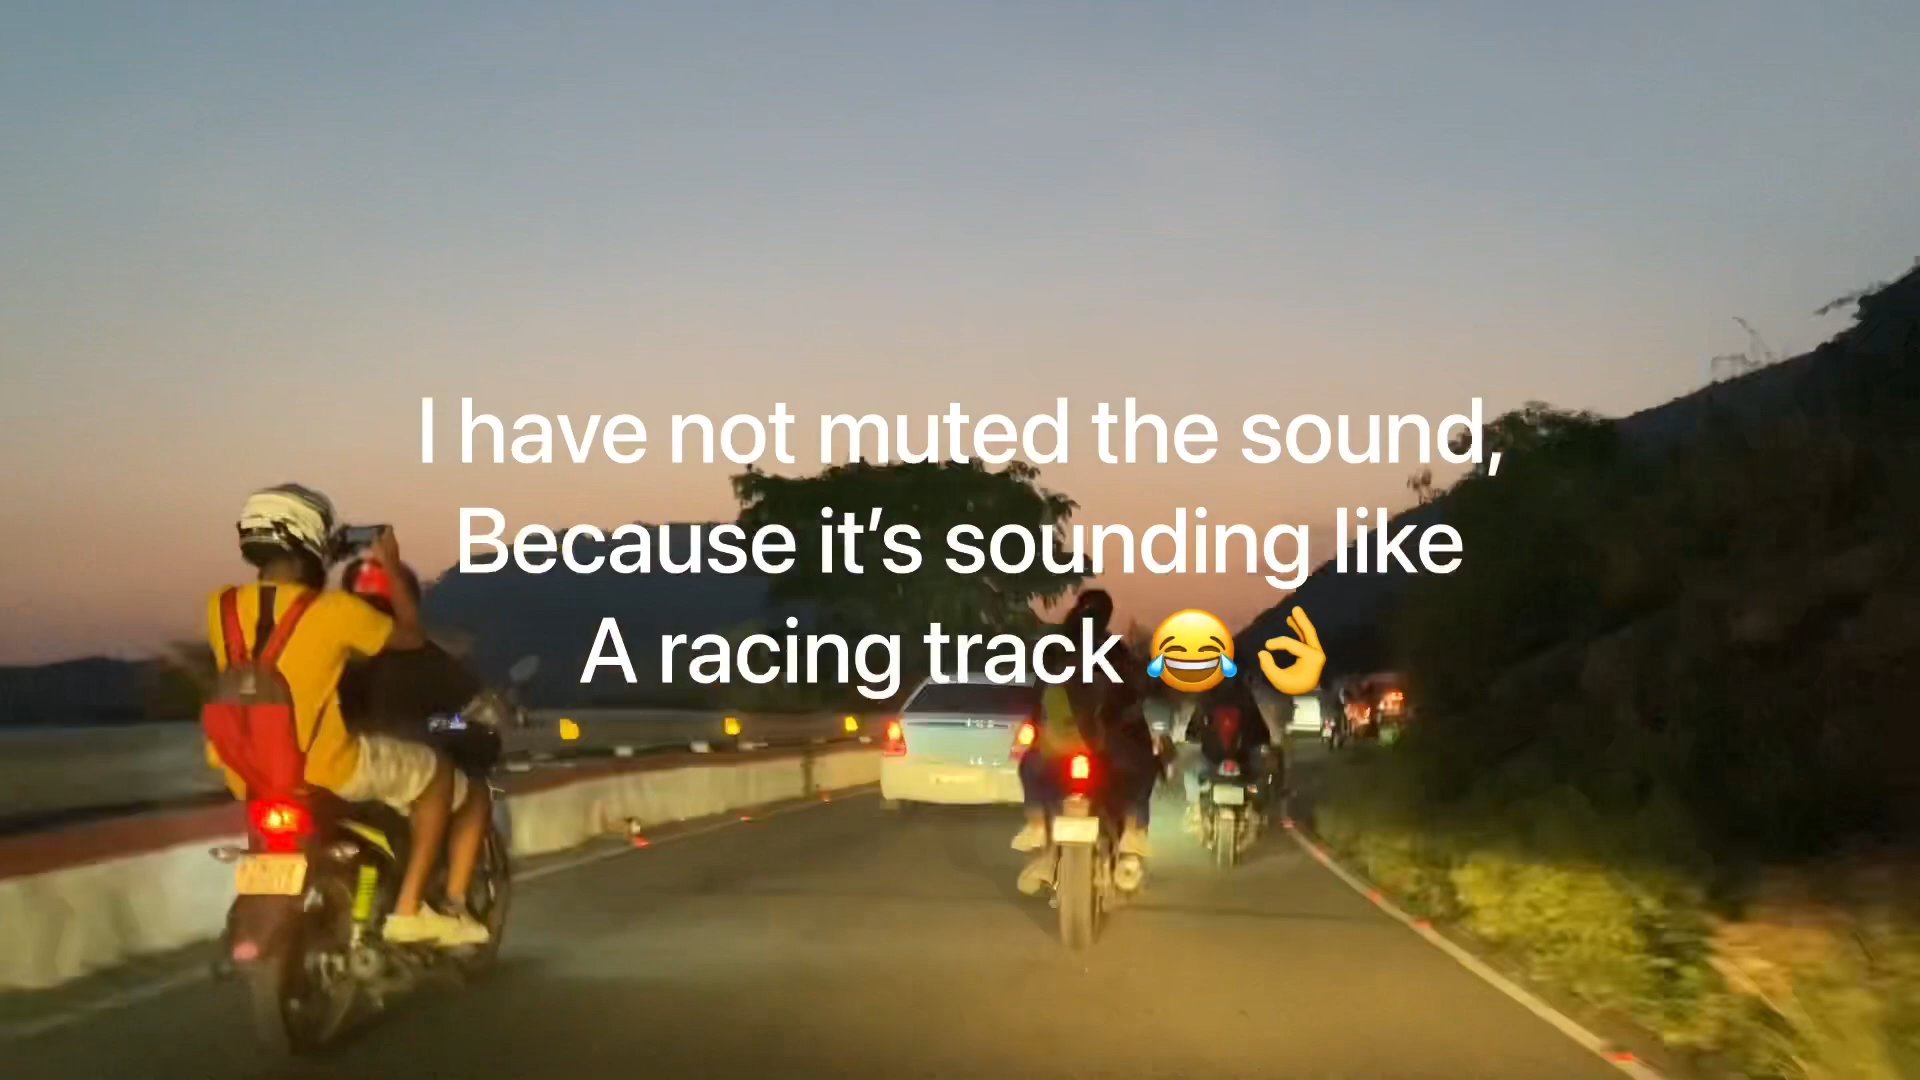 I have not muted the sound,
Because it’s sounding like
A racing track 😂👌